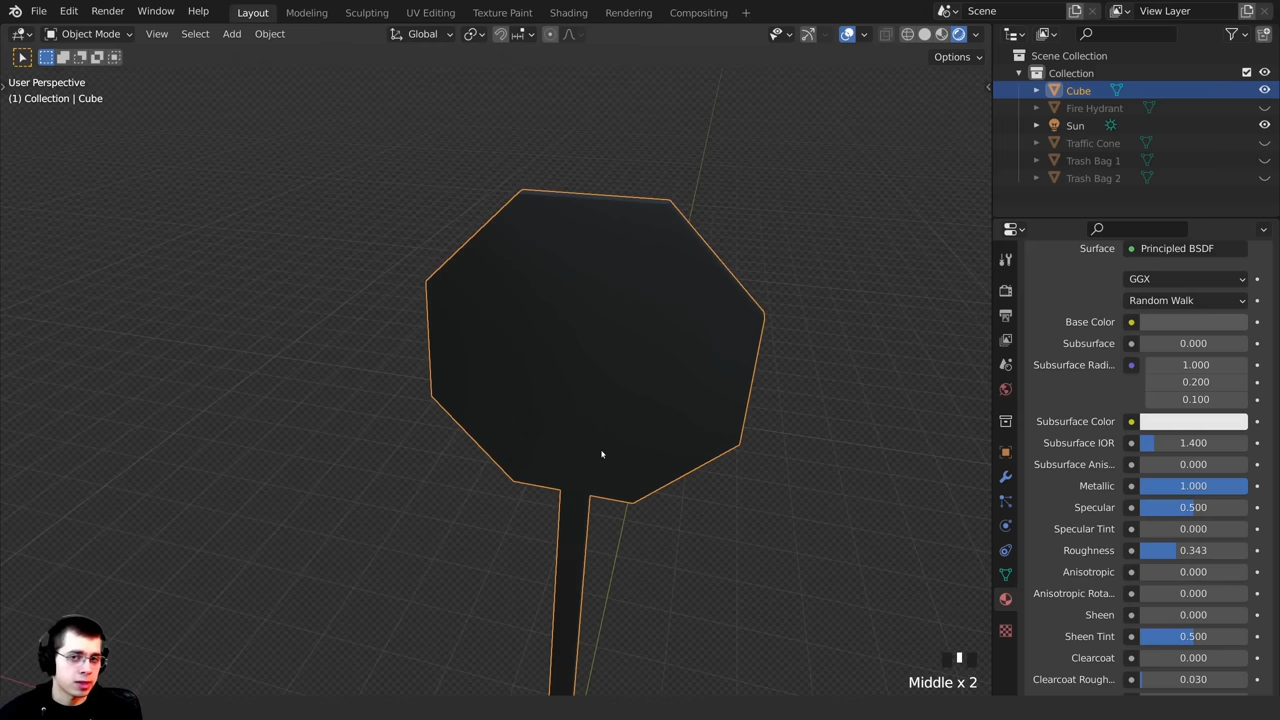 File Edit Render Window Help Layout Modeling Sculpting UV Editing Texture Paint Shading Rendering Compositing + Scene View Layer
Object Mode View Select Add Object Global
Options
User Perspective
(1) Collection | Cube
Scene Collection
Collection
Cube
Fire Hydrant
Sun
Traffic Cone
Trash Bag 1
Trash Bag 2
Surface Principled BSDF
GGX
Random Walk
Base Color
Subsurface 0.000
Subsurface Radi... 1.000
0.200
0.100
Subsurface Color
Subsurface IOR 1.400
Subsurface Anis... 0.000
Metallic 1.000
Specular 0.500
Specular Tint 0.000
Roughness 0.343
Anisotropic 0.000
Anisotropic Rota... 0.000
Sheen 0.000
Sheen Tint 0.500
Clearcoat 0.000
Clearcoat Rough... 0.030
Middle x 2